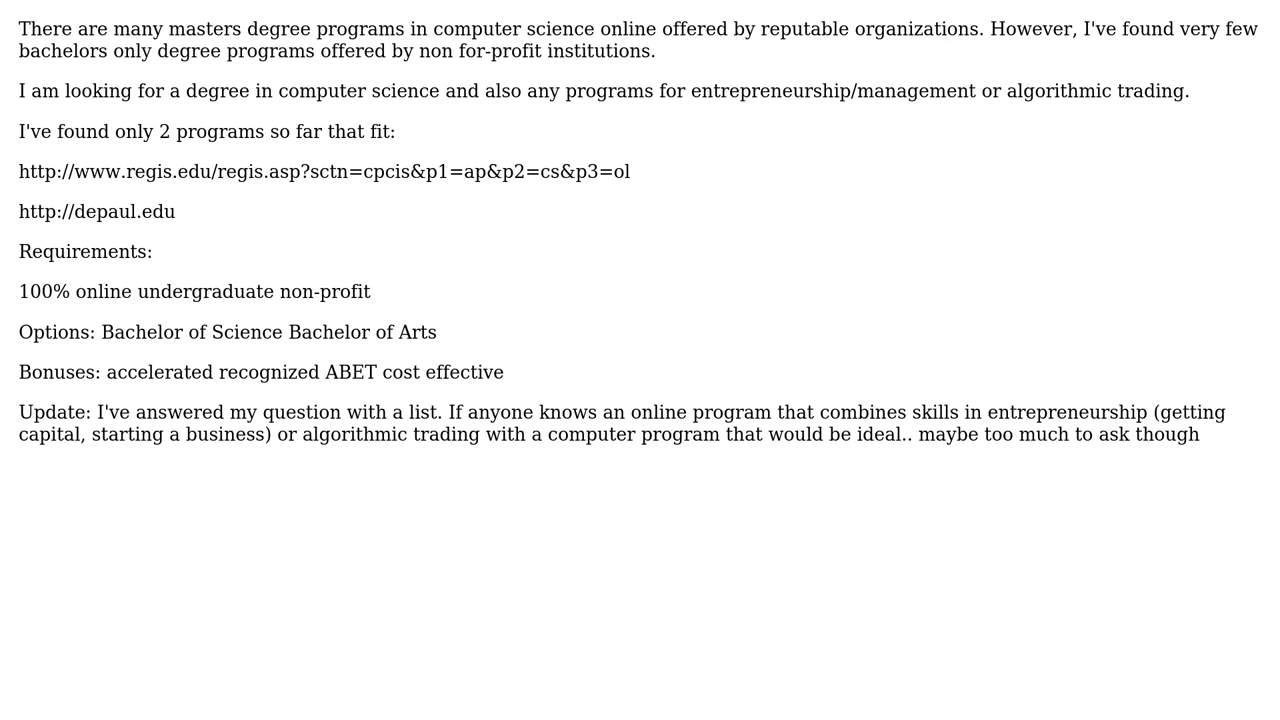 There are many masters degree programs in computer science online offered by reputable organizations. However, I've found very few
bachelors only degree programs offered by non for-profit institutions.
I am looking for a degree in computer science and also any programs for entrepreneurship/management or algorithmic trading.
I've found only 2 programs so far that fit:
http://www.regis.edu/regis.asp?sctn=cpcis&p1=ap&p2=cs&p3=ol
http://depaul.edu
Requirements:
100% online undergraduate non-profit
Options: Bachelor of Science Bachelor of Arts
Bonuses: accelerated recognized ABET cost effective
Update: I've answered my question with a list. If anyone knows an online program that combines skills in entrepreneurship (getting
capital, starting a business) or algorithmic trading with a computer program that would be ideal.. maybe too much to ask though